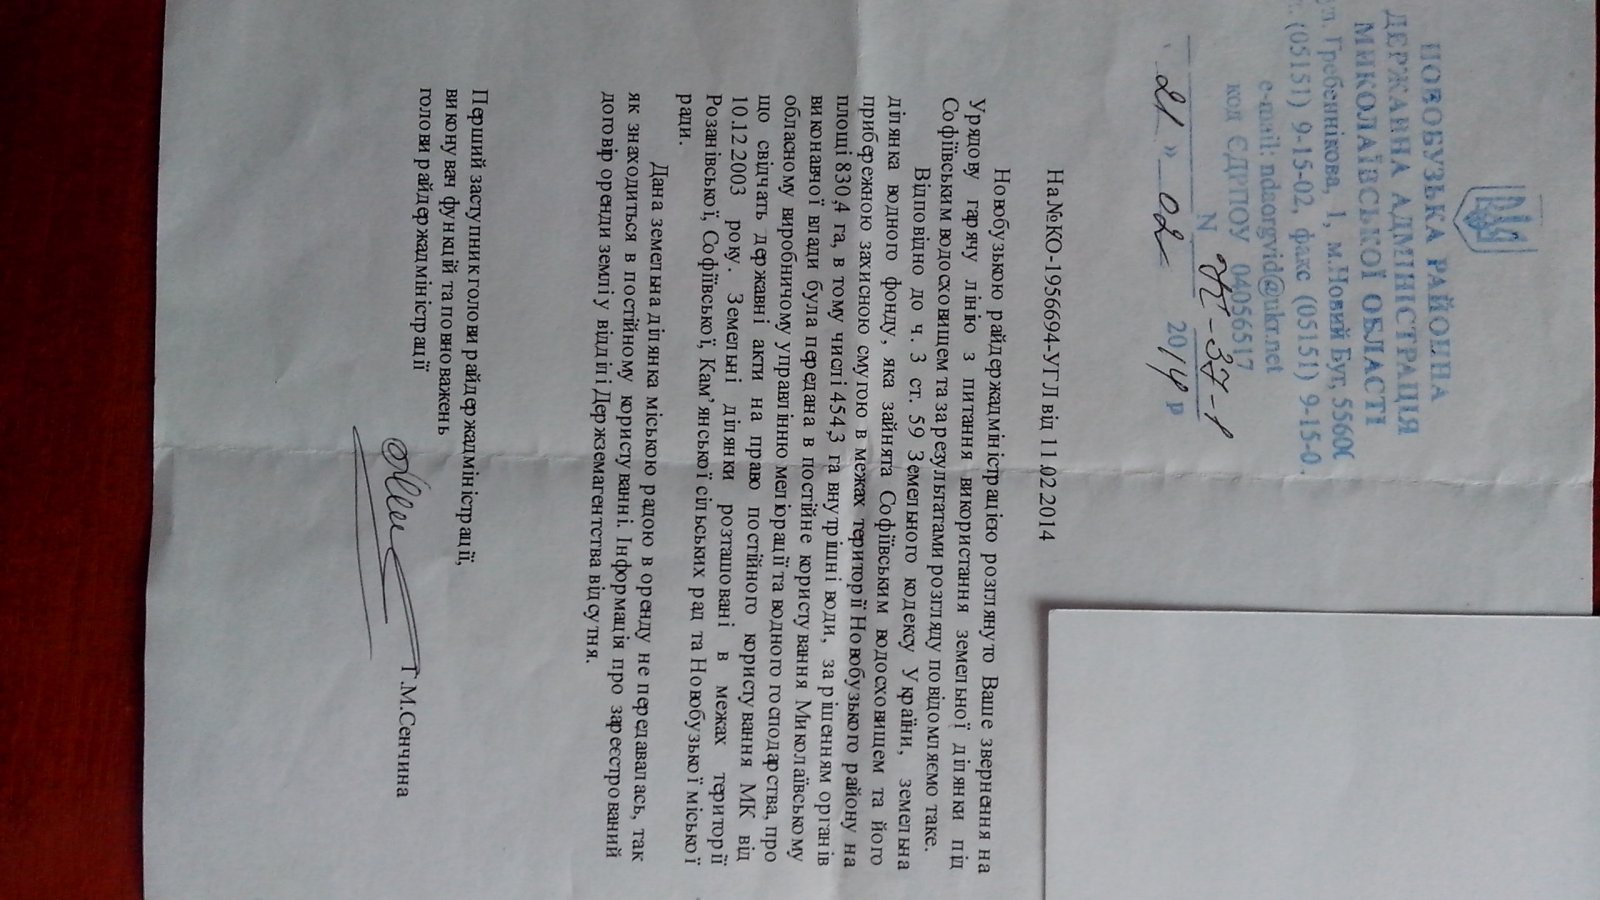 НОВОБУЗЬКА РАЙОННА
ДЕРЖАВНА АДМІНІСТРАЦІЯ
МИКОЛАЇВСЬКОЇ ОБЛАСТІ
ул. Гребеннікова, 1, м.Новий Буг, 5560
(05151) 9-15-02, факс (05151) 9-15-0
e-mail: ndaorgvid@ukr.net
код ЄДРПОУ 04056517
N -37-1
21 » 02 2014 р
На.№КО-1956694-УГЛ від 11.02.2014
Новобузькою райдержадміністрацією розглянуто Ваше звернення на
Урядову гарячу лінію з питання використання земельної ділянки під
Софіївським водосховищем та за результатами розгляду повідомляємо таке.
Відповідно до ч. 3 ст. 59 Земельного кодексу України, земельна
ділянка водного фонду, яка зайнята Софіївським водосховищем та його
прибережною захисною смугою в межах території Новобузького району на
площі 830,4 га, в тому числі 454,3 га внутрішні води, за рішенням органів
виконавчої влади була передана в постійне користування Миколаївському
обласному виробничому управлінню меліорації та водного господарства, про
що свідчать державні акти на право постійного користування МК від
10.12.2003 року. Земельні ділянки розташовані в межах території
Розанівської, Софіївської, Кам’янської сільських рад та Новобузької міської
ради.
Дана земельна ділянка міською радою в оренду не передавалась, так
як знаходиться в постійному користуванні. Інформація про зареєстрований
договір оренди землі у відділі Держземагентства відсутня.
Перший заступник голови райдержадміністрації,
виконувач функцій та повноважень
голови райдержадміністрації
Т.М.Сенчина